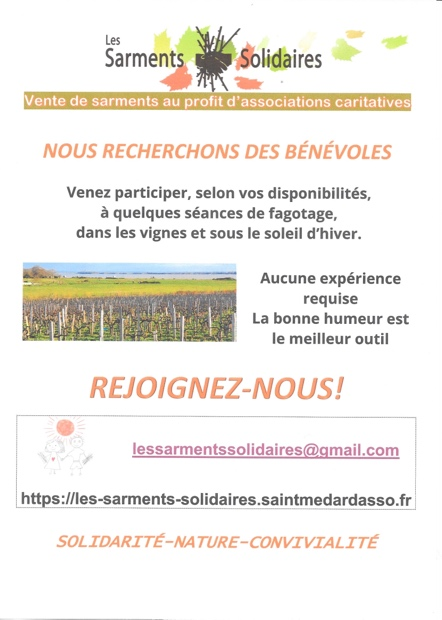 Les
Sarments Solidaires
Vente de sarments au profit d'associations caritatives
NOUS RECHERCHONS DES BÉNÉVOLES
Venez participer, selon vos disponibilités,
à quelques séances de fagotage,
dans les vignes et sous le soleil d'hiver.
Aucune expérience
requise
La bonne humeur est
le meilleur outil
REJOIGNEZ-NOUS!
lessarmentssolidaires@gmail.com
https://les-sarments-solidaires.saintmedardasso.fr
SOLIDARITÉ-NATURE-CONVIVIALITÉ